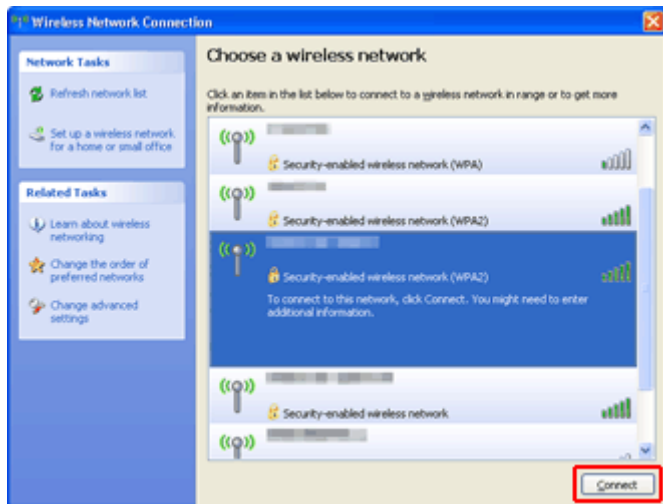 Wireless Network Connection
Network Tasks
Refresh network list
Set up a wireless network
for a home or small office
Related Tasks
Learn about wireless
networking
Change the order of
preferred networks
Change advanced
settings
Choose a wireless network
Click an item in the list below to connect to a wireless network in range or to get more
information.
Security-enabled wireless network (WPA)
Security-enabled wireless network (WPA2)
Security-enabled wireless network (WPA2)
To connect to this network, click Connect. You might need to enter
additional information.
Security-enabled wireless network
Connect